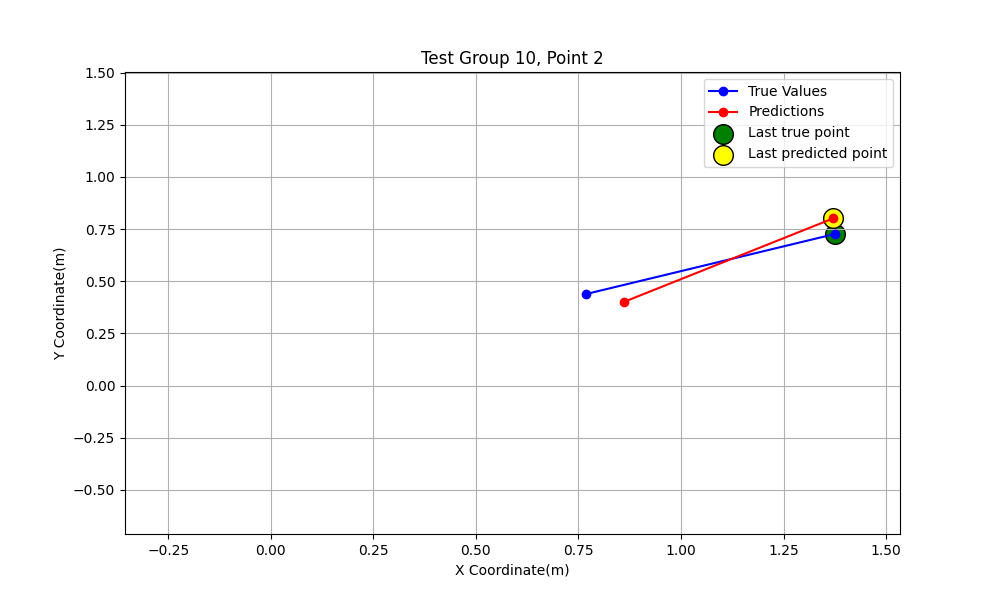 Test Group 10, Point 2
True Values
Predictions
Last true point
Last predicted point
Y Coordinate(m)
1.50
1.25
1.00
0.75
0.50
0.25
0.00
−0.25
−0.50
−0.25 0.00 0.25 0.50 0.75 1.00 1.25 1.50
X Coordinate(m)